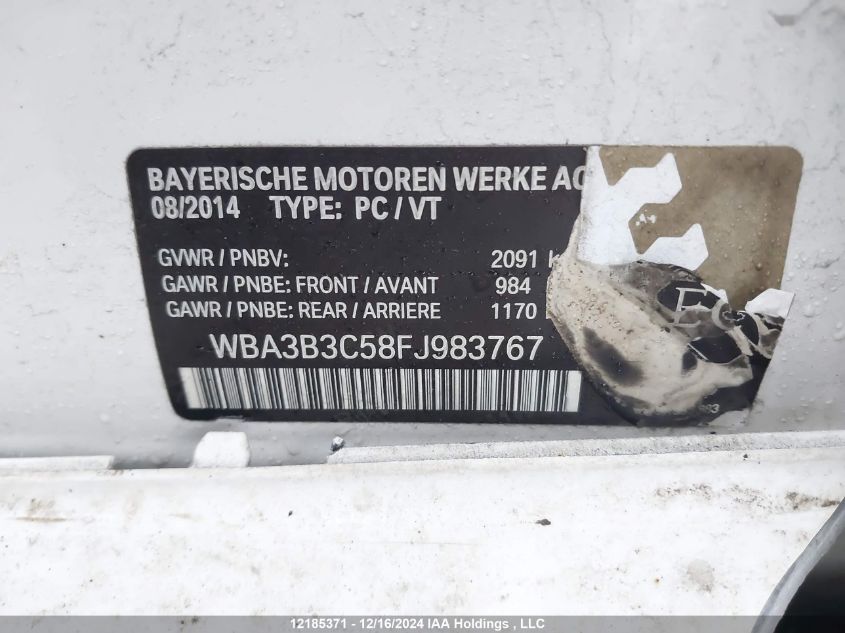 BAYERISCHE MOTOREN WERKE AG
08/2014 TYPE: PC / VT
GVWR / PNBV: 2091
GAWR / PNBE: FRONT / AVANT 984
GAWR / PNBE: REAR / ARRIERE 1170
WBA3B3C58FJ983767
12185371 - 12/16/2024 IAA Holdings , LLC